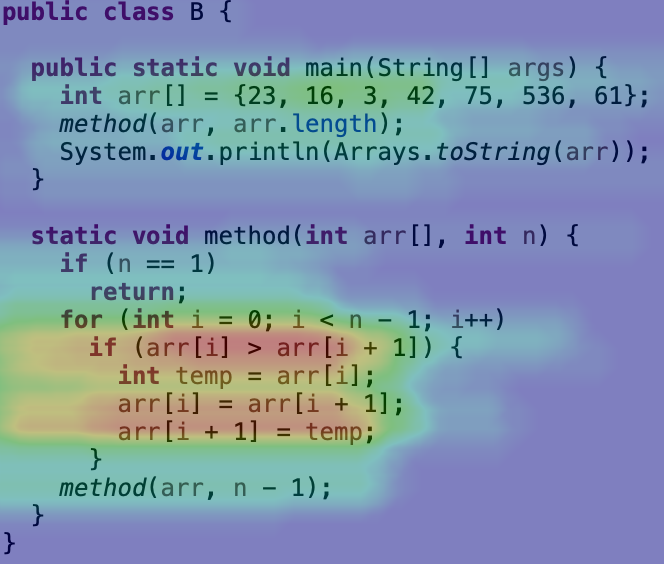 public class B {
public static void main(String[] args) {
int arr[] = {23, 16, 3, 42, 75, 536, 61};
method(arr, arr.length);
System.out.println(Arrays.toString(arr));
}
static void method(int arr[], int n) {
if (n == 1)
return;
for (int i = 0; i < n - 1; i++)
if (arr[i] > arr[i + 1]) {
int temp = arr[i];
arr[i] = arr[i + 1];
arr[i + 1] = temp;
}
method(arr, n - 1);
}
}